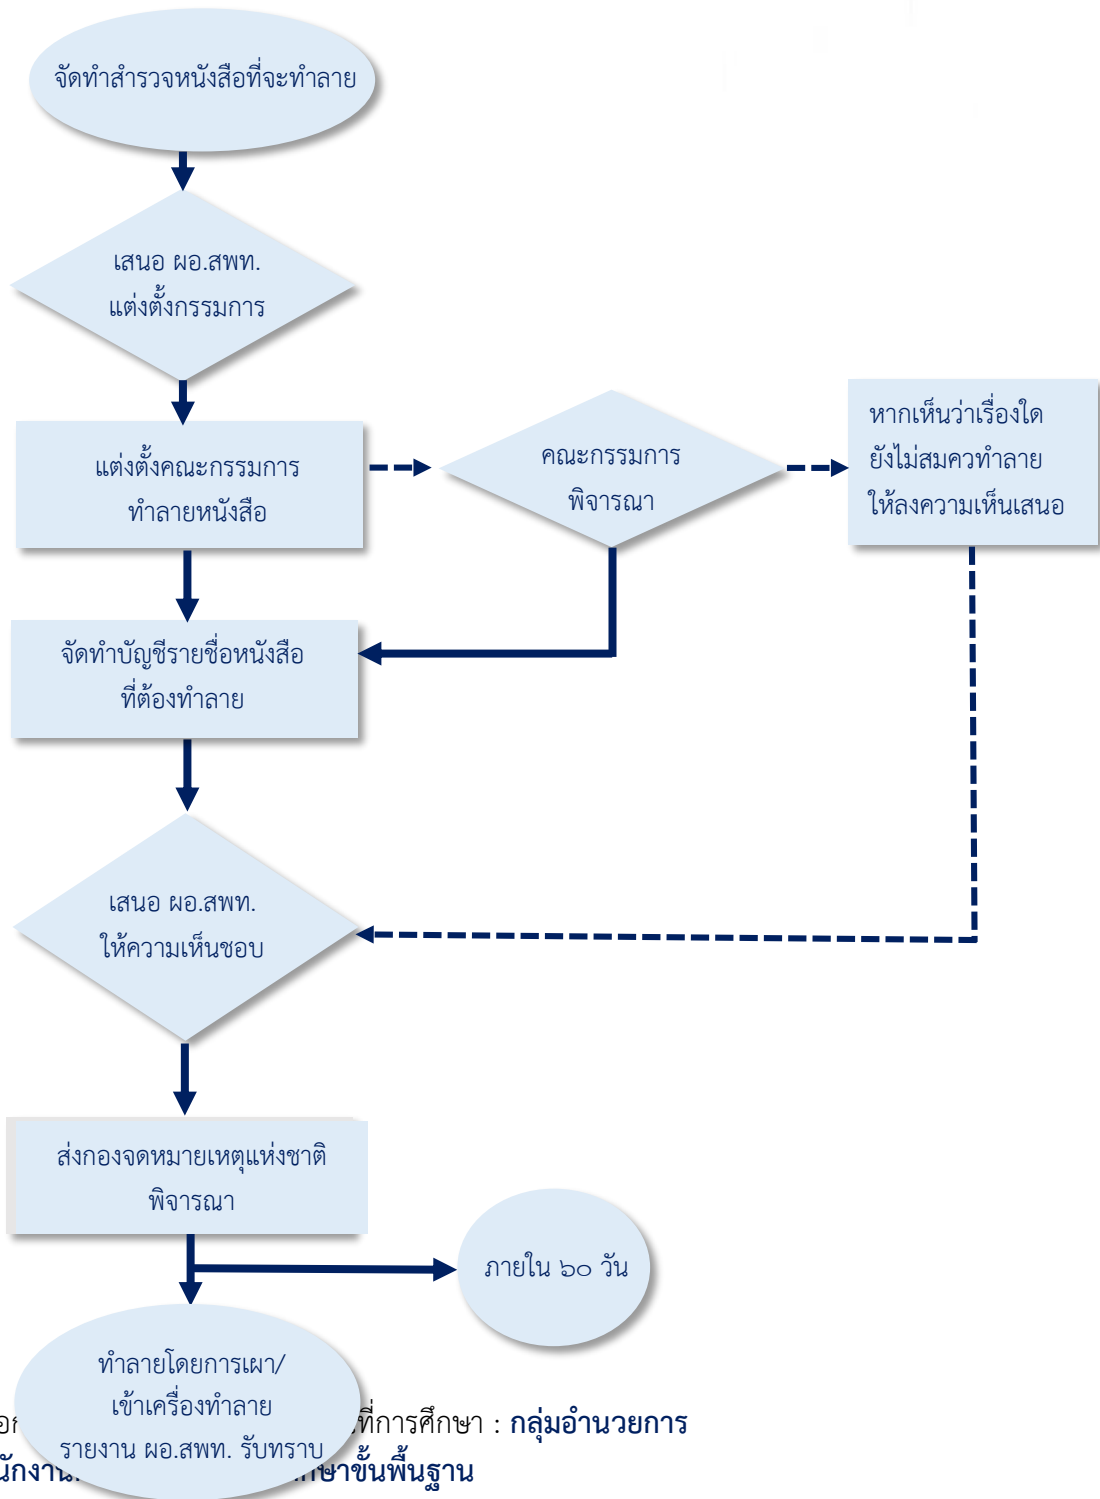 จัดทำสำรวจหนังสือที่จะทำลาย
เสนอ ผอ.สพท.
แต่งตั้งกรรมการ
แต่งตั้งคณะกรรมการ
ทำลายหนังสือ
คณะกรรมการ
พิจารณา
หากเห็นว่าเรื่องใด
ยังไม่สมควทำลาย
ให้ลงความเห็นเสนอ
จัดทำบัญชีรายชื่อหนังสือ
ที่ต้องทำลาย
เสนอ ผอ.สพท.
ให้ความเห็นชอบ
ส่งกองจดหมายเหตุแห่งชาติ
พิจารณา
ภายใน ๖๐ วัน
ทำลายโดยการเผา/
เข้าเครื่องทำลาย
รายงาน ผอ.สพท. รับทราบ
ที่การศึกษา : กลุ่มอำนวยการ
ษาขั้นพื้นฐาน